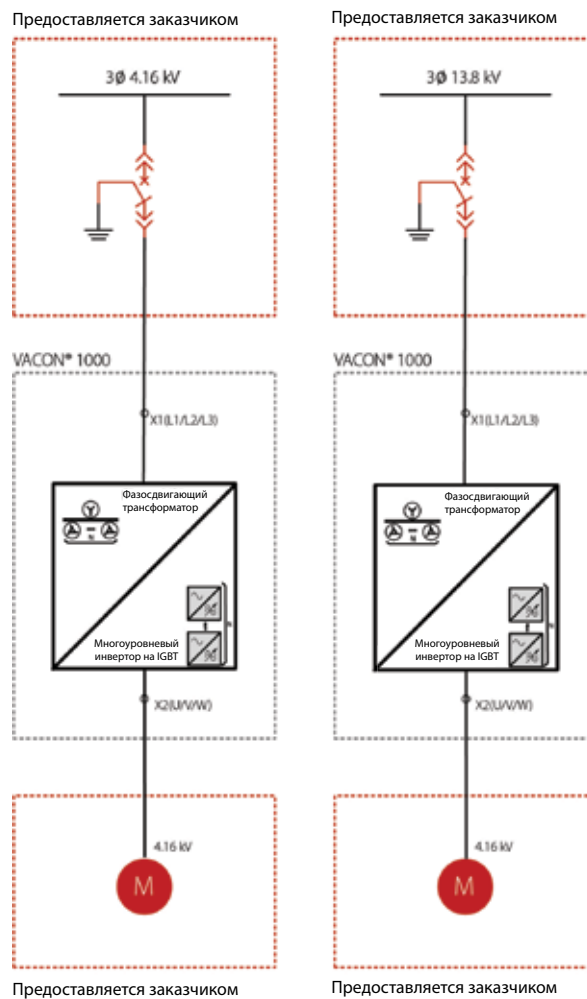 Предоставляется заказчиком
3Ø 4.16 kV
VACON® 1000
X1(L1/L2/L3)
Фазосдвигающий
трансформатор
Y
N
Многоуровневый
инвертор на IGBT
X2(U/V/W)
4.16 kV
M
Предоставляется заказчиком
Предоставляется заказчиком
3Ø 13.8 kV
VACON® 1000
X1(L1/L2/L3)
Фазосдвигающий
трансформатор
Y
N
Многоуровневый
инвертор на IGBT
X2(U/V/W)
4.16 kV
M
Предоставляется заказчиком